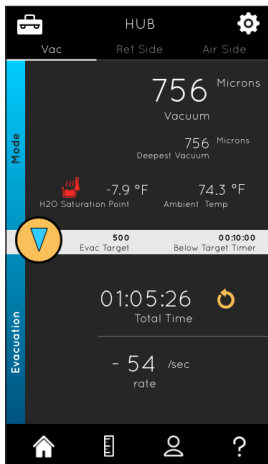 HUB
Vac Ref Side Air Side
756 Microns
Vacuum
756 Microns
Deepest Vacuum
-7.9 °F 74.3 °F
H2O Saturation Point Ambient Temp
Mode
500 00:10:00
Evac Target Below Target Timer
01:05:26
Total Time
- 54 /sec
rate
Evacuation
?